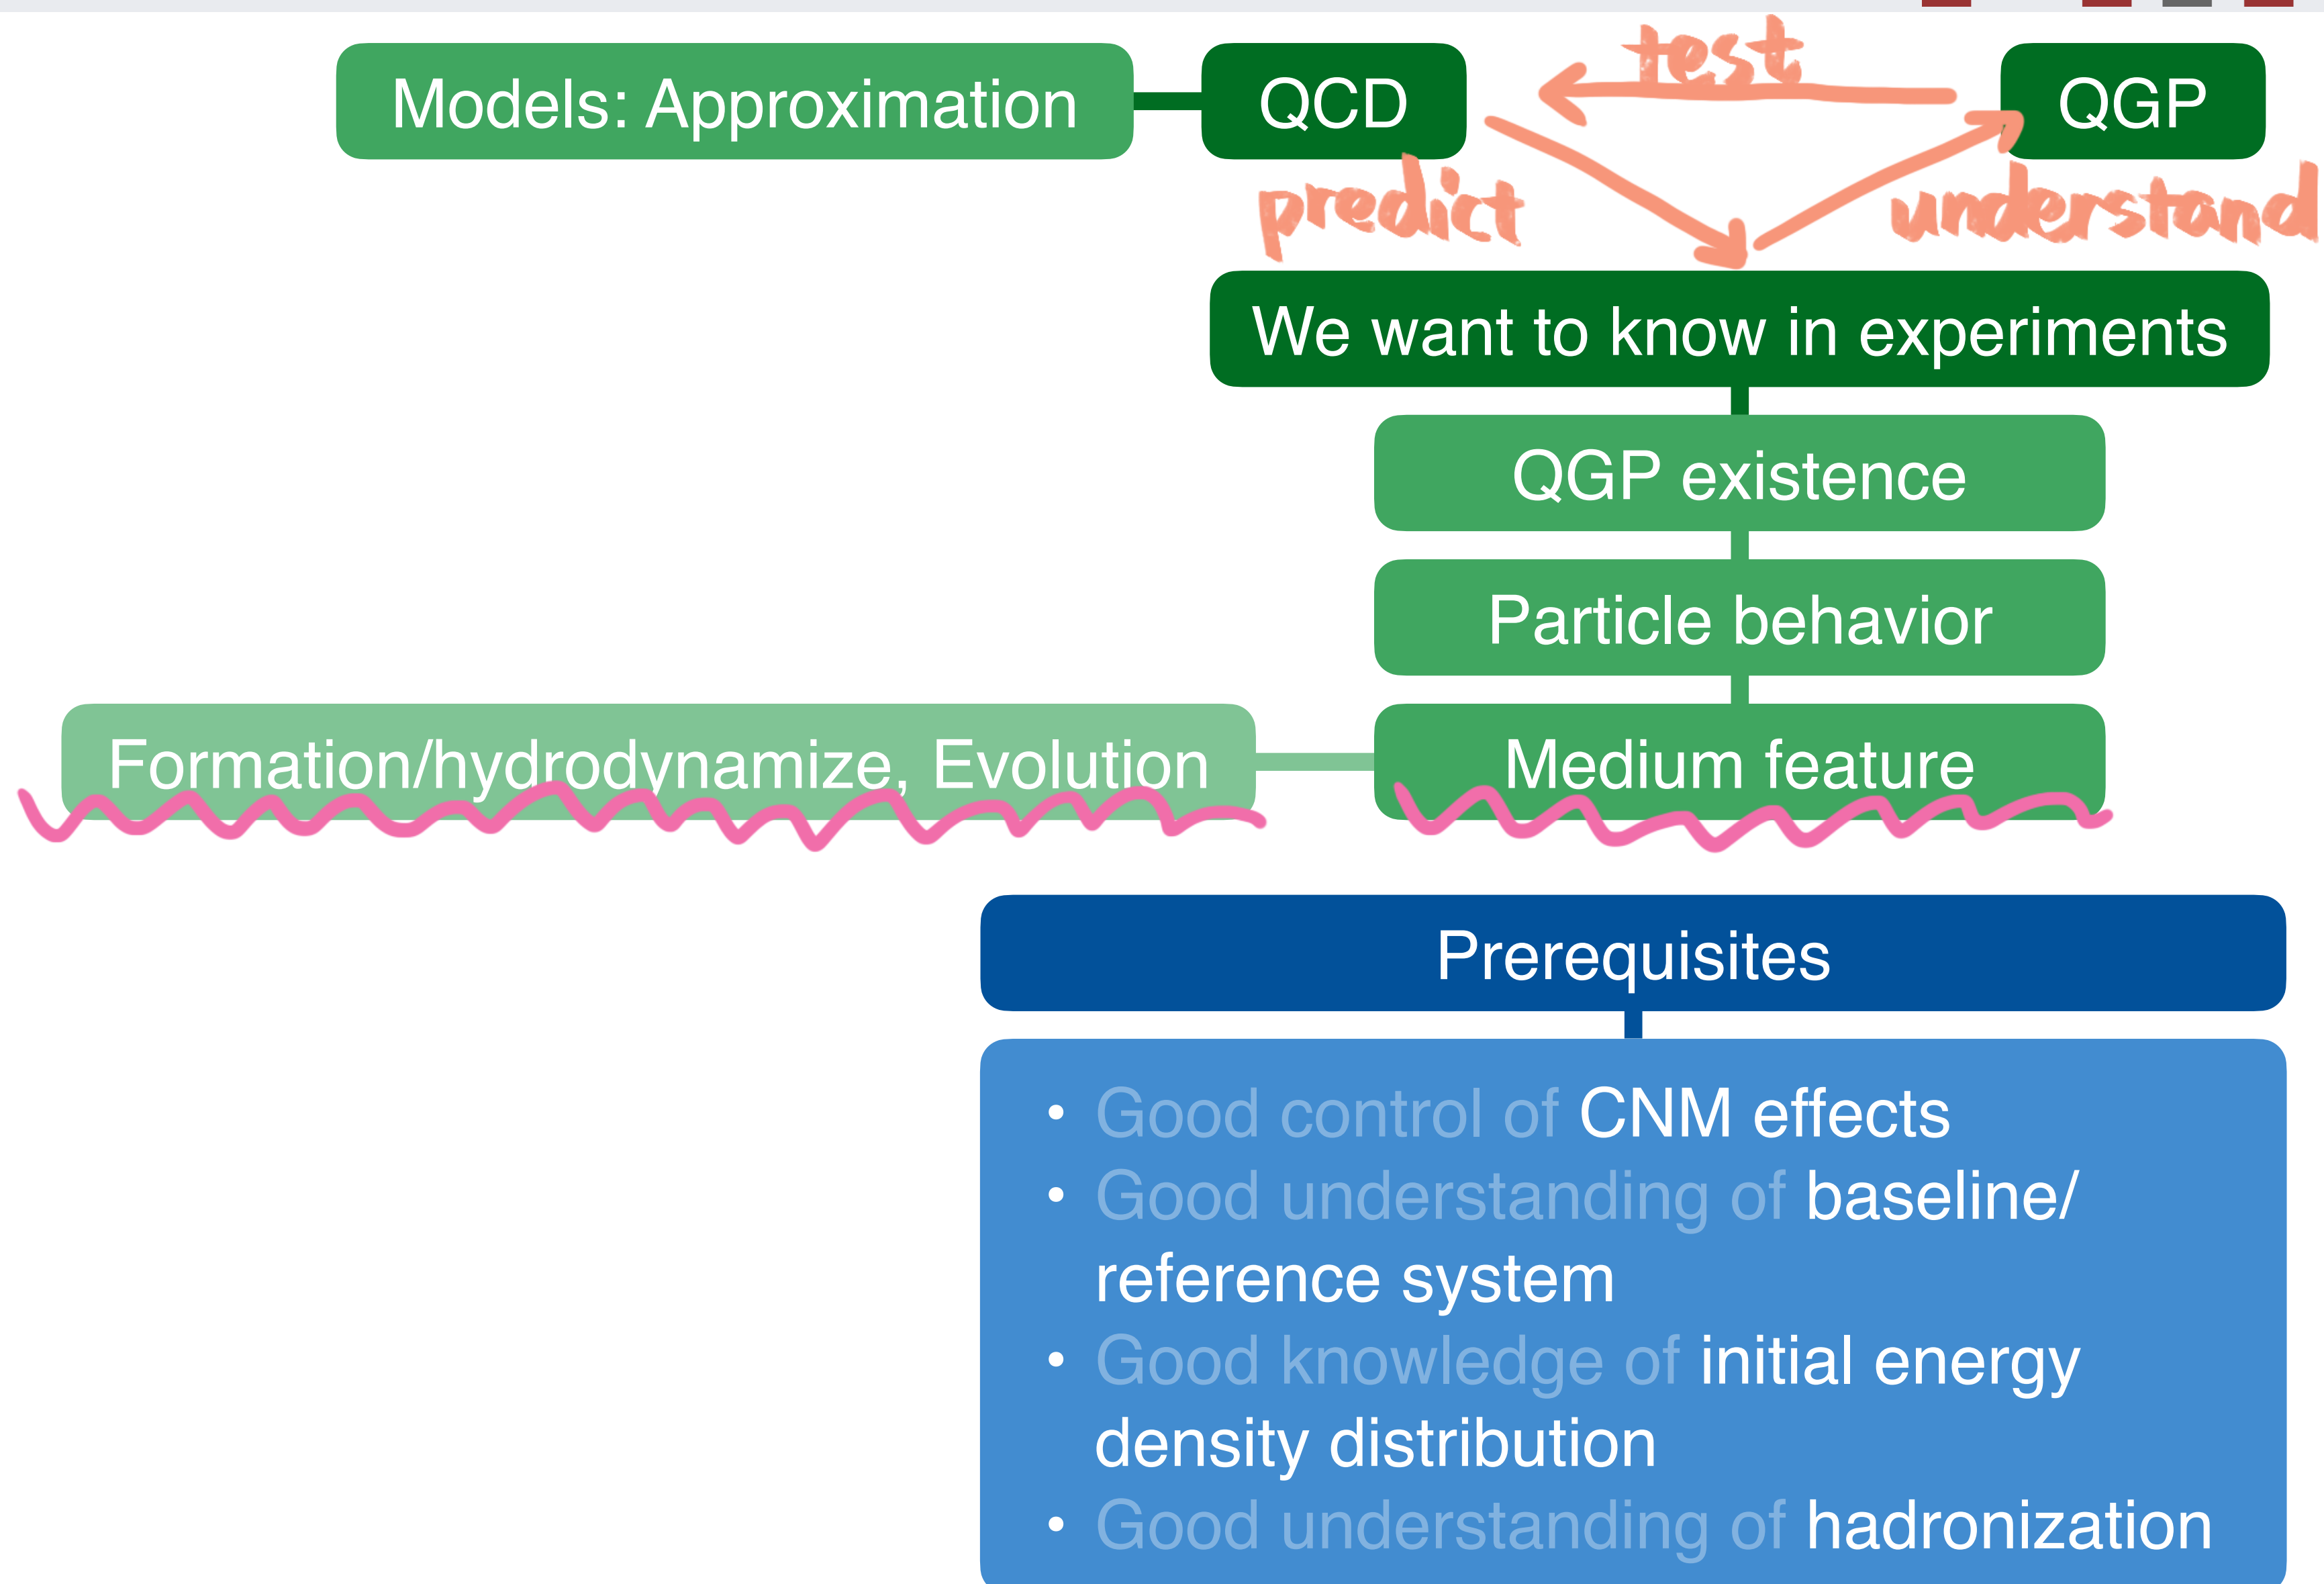 Models: Approximation
QCD
test
QGP
predict
understand
We want to know in experiments
QGP existence
Particle behavior
Formation/hydrodynamize, Evolution
Medium feature
Prerequisites
• Good control of CNM effects
• Good understanding of baseline/
reference system
• Good knowledge of initial energy
density distribution
• Good understanding of hadronization